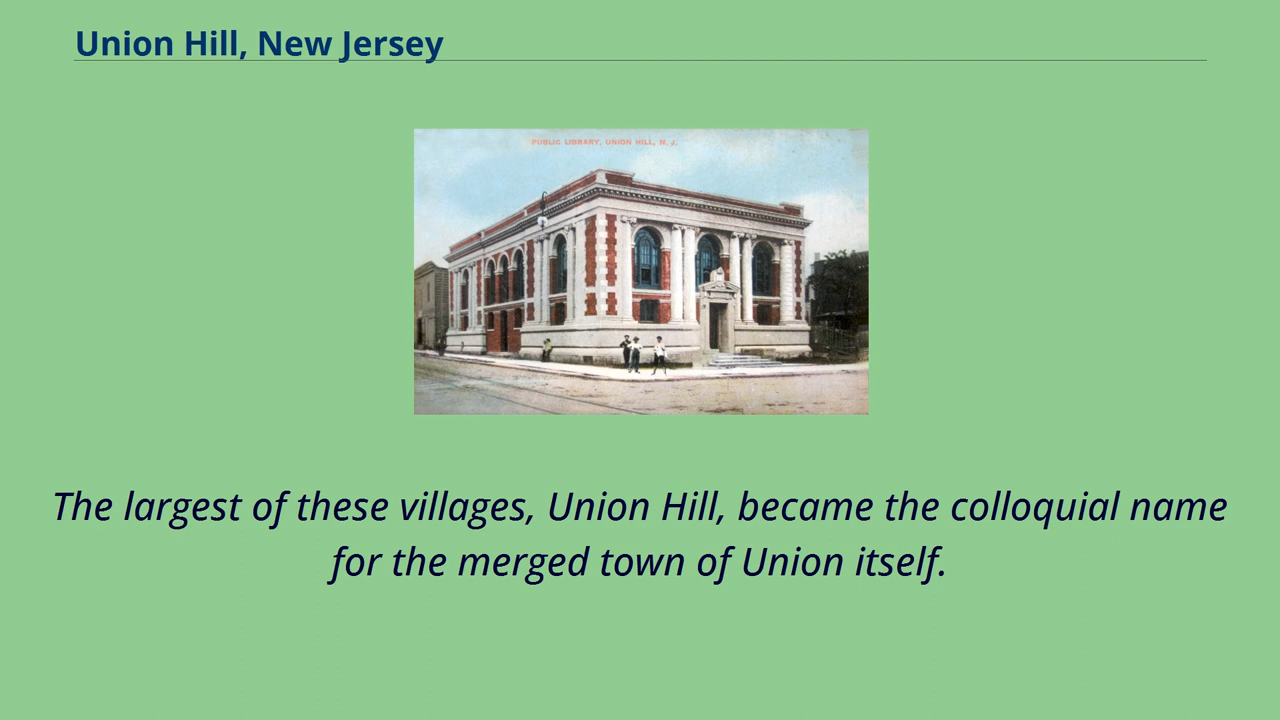 Union Hill, New Jersey
PUBLIC LIBRARY, UNION HILL, N. J.
The largest of these villages, Union Hill, became the colloquial name
for the merged town of Union itself.